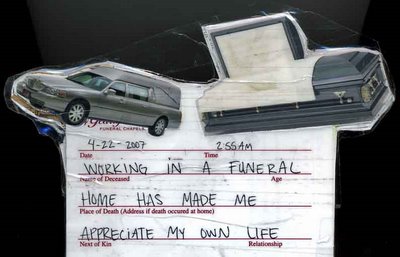 FUNERAL CHAPELS
4-22-2007 2:55AM
Date Time
WORKING IN A FUNERAL
Name of Deceased Age
HOME HAS MADE ME
Place of Death (Address if death occured at home)
APPRECIATE MY OWN LIFE
Next of Kin Relationship